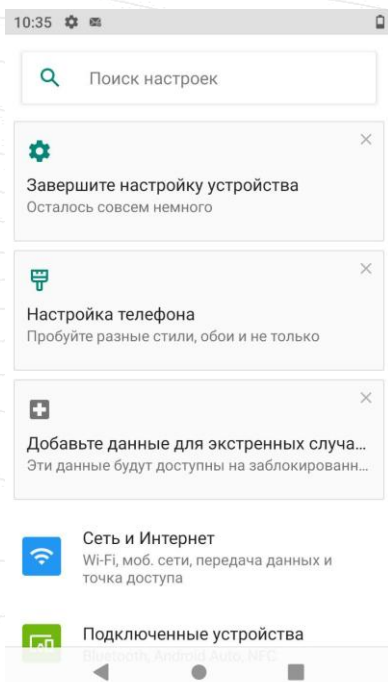 10:35
Поиск настроек
Завершите настройку устройства
Осталось совсем немного
Настройка телефона
Пробуйте разные стили, обои и не только
Добавьте данные для экстренных случа...
Эти данные будут доступны на заблокированн...
Сеть и Интернет
Wi-Fi, моб. сети, передача данных и
точка доступа
Подключенные устройства
Bluetooth, Android Auto, NFC